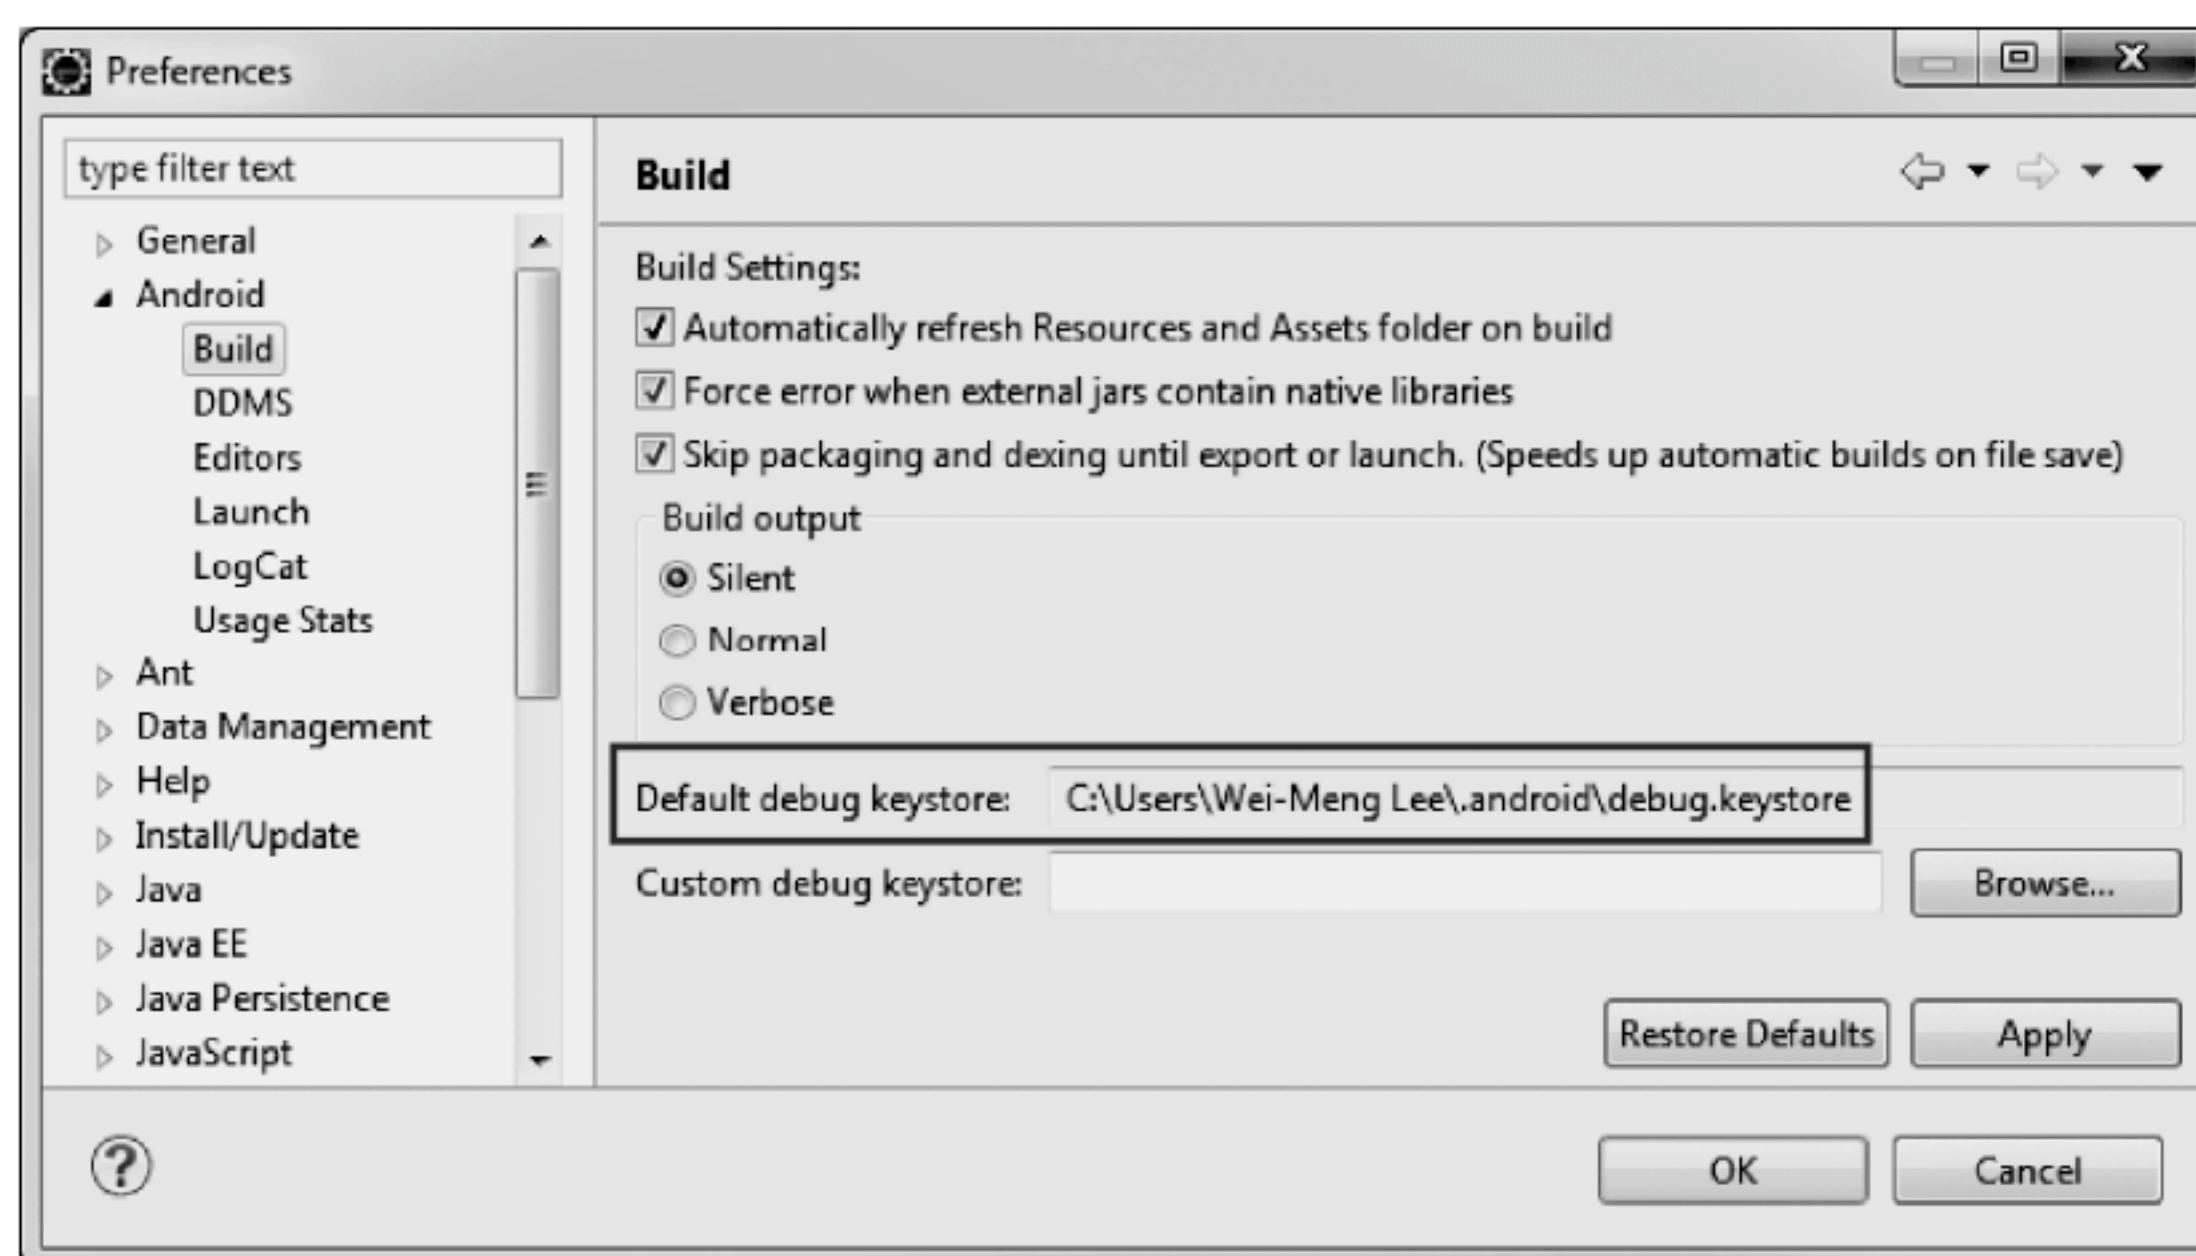 Preferences
type filter text
General
Android
Build
DDMS
Editors
Launch
LogCat
Usage Stats
Ant
Data Management
Help
Install/Update
Java
Java EE
Java Persistence
JavaScript
Build
Build Settings:
Automatically refresh Resources and Assets folder on build
Force error when external jars contain native libraries
Skip packaging and dexing until export or launch. (Speeds up automatic builds on file save)
Build output
Silent
Normal
Verbose
Default debug keystore: C:\Users\Wei-Meng Lee\.android\debug.keystore
Custom debug keystore: Browse...
Restore Defaults Apply
OK Cancel